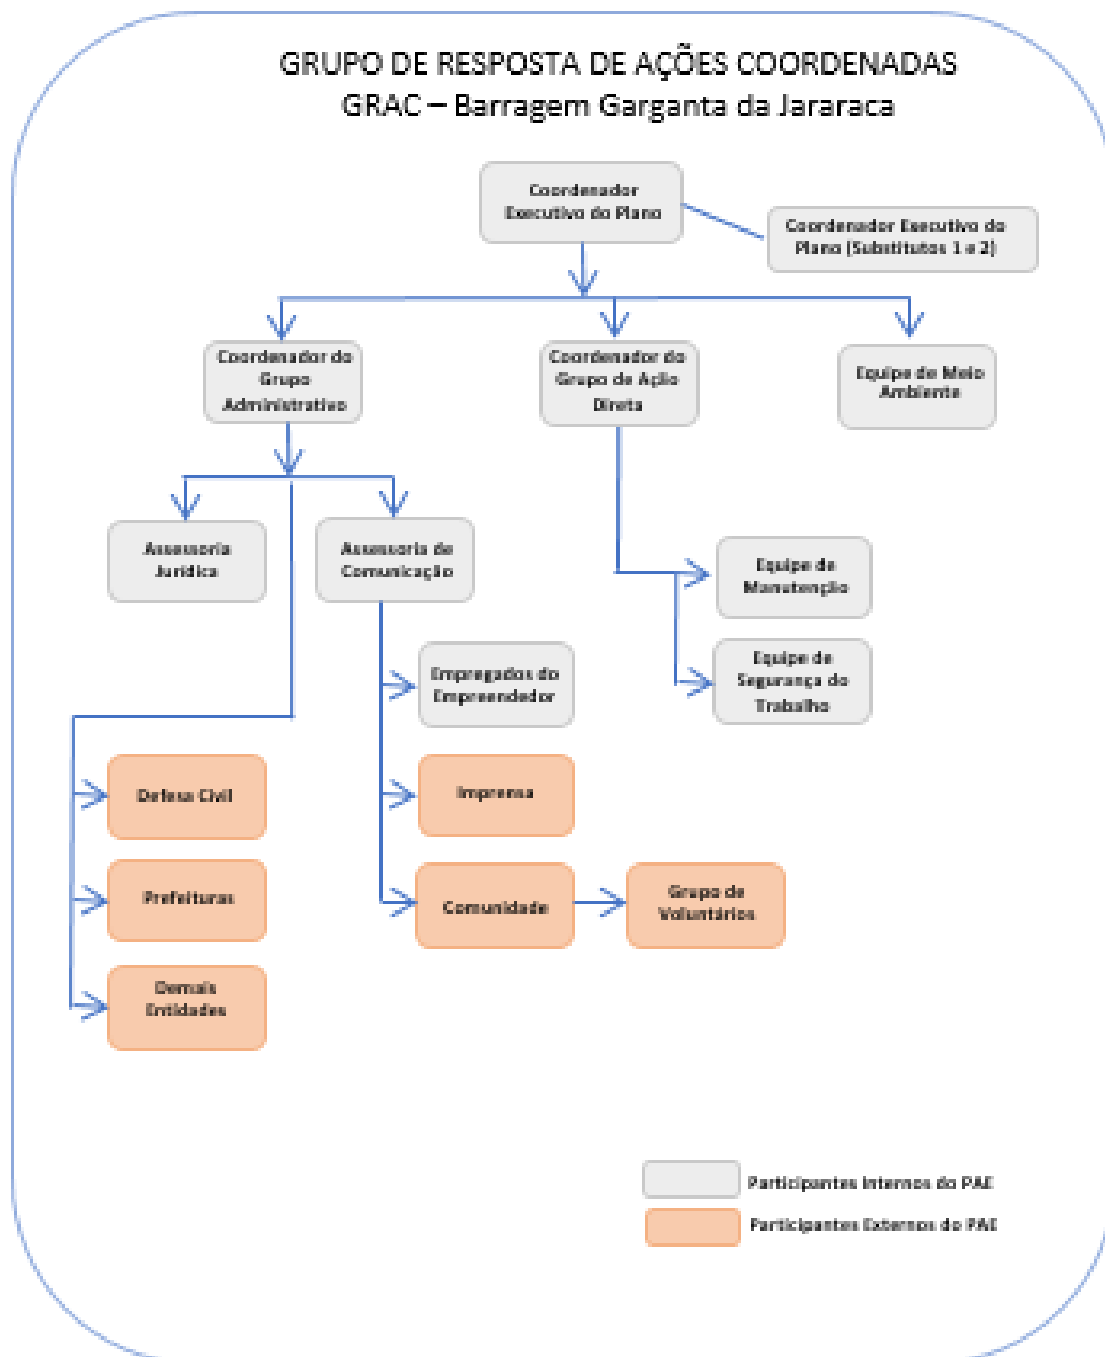 GRUPO DE RESPOSTA DE AÇÕES COORDENADAS
GRAC – Barragem Garganta da Jararaca
Coordenador
Executivo do Plano
Coordenador Executivo do
Plano (Substitutos 1 e 2)
Coordenador do
Grupo
Administrativo
Coordenador do
Grupo de Ação
Direta
Equipe de Meio
Ambiente
Assessoria
Jurídica
Assessoria de
Comunicação
Equipe de
Manutenção
Empregados do
Empreendedor
Equipe de
Segurança do
Trabalho
Defesa Civil
Imprensa
Prefeituras
Comunidade
Grupo de
Voluntários
Demais
Entidades
Participantes Internos do PAE
Participantes Externos do PAE